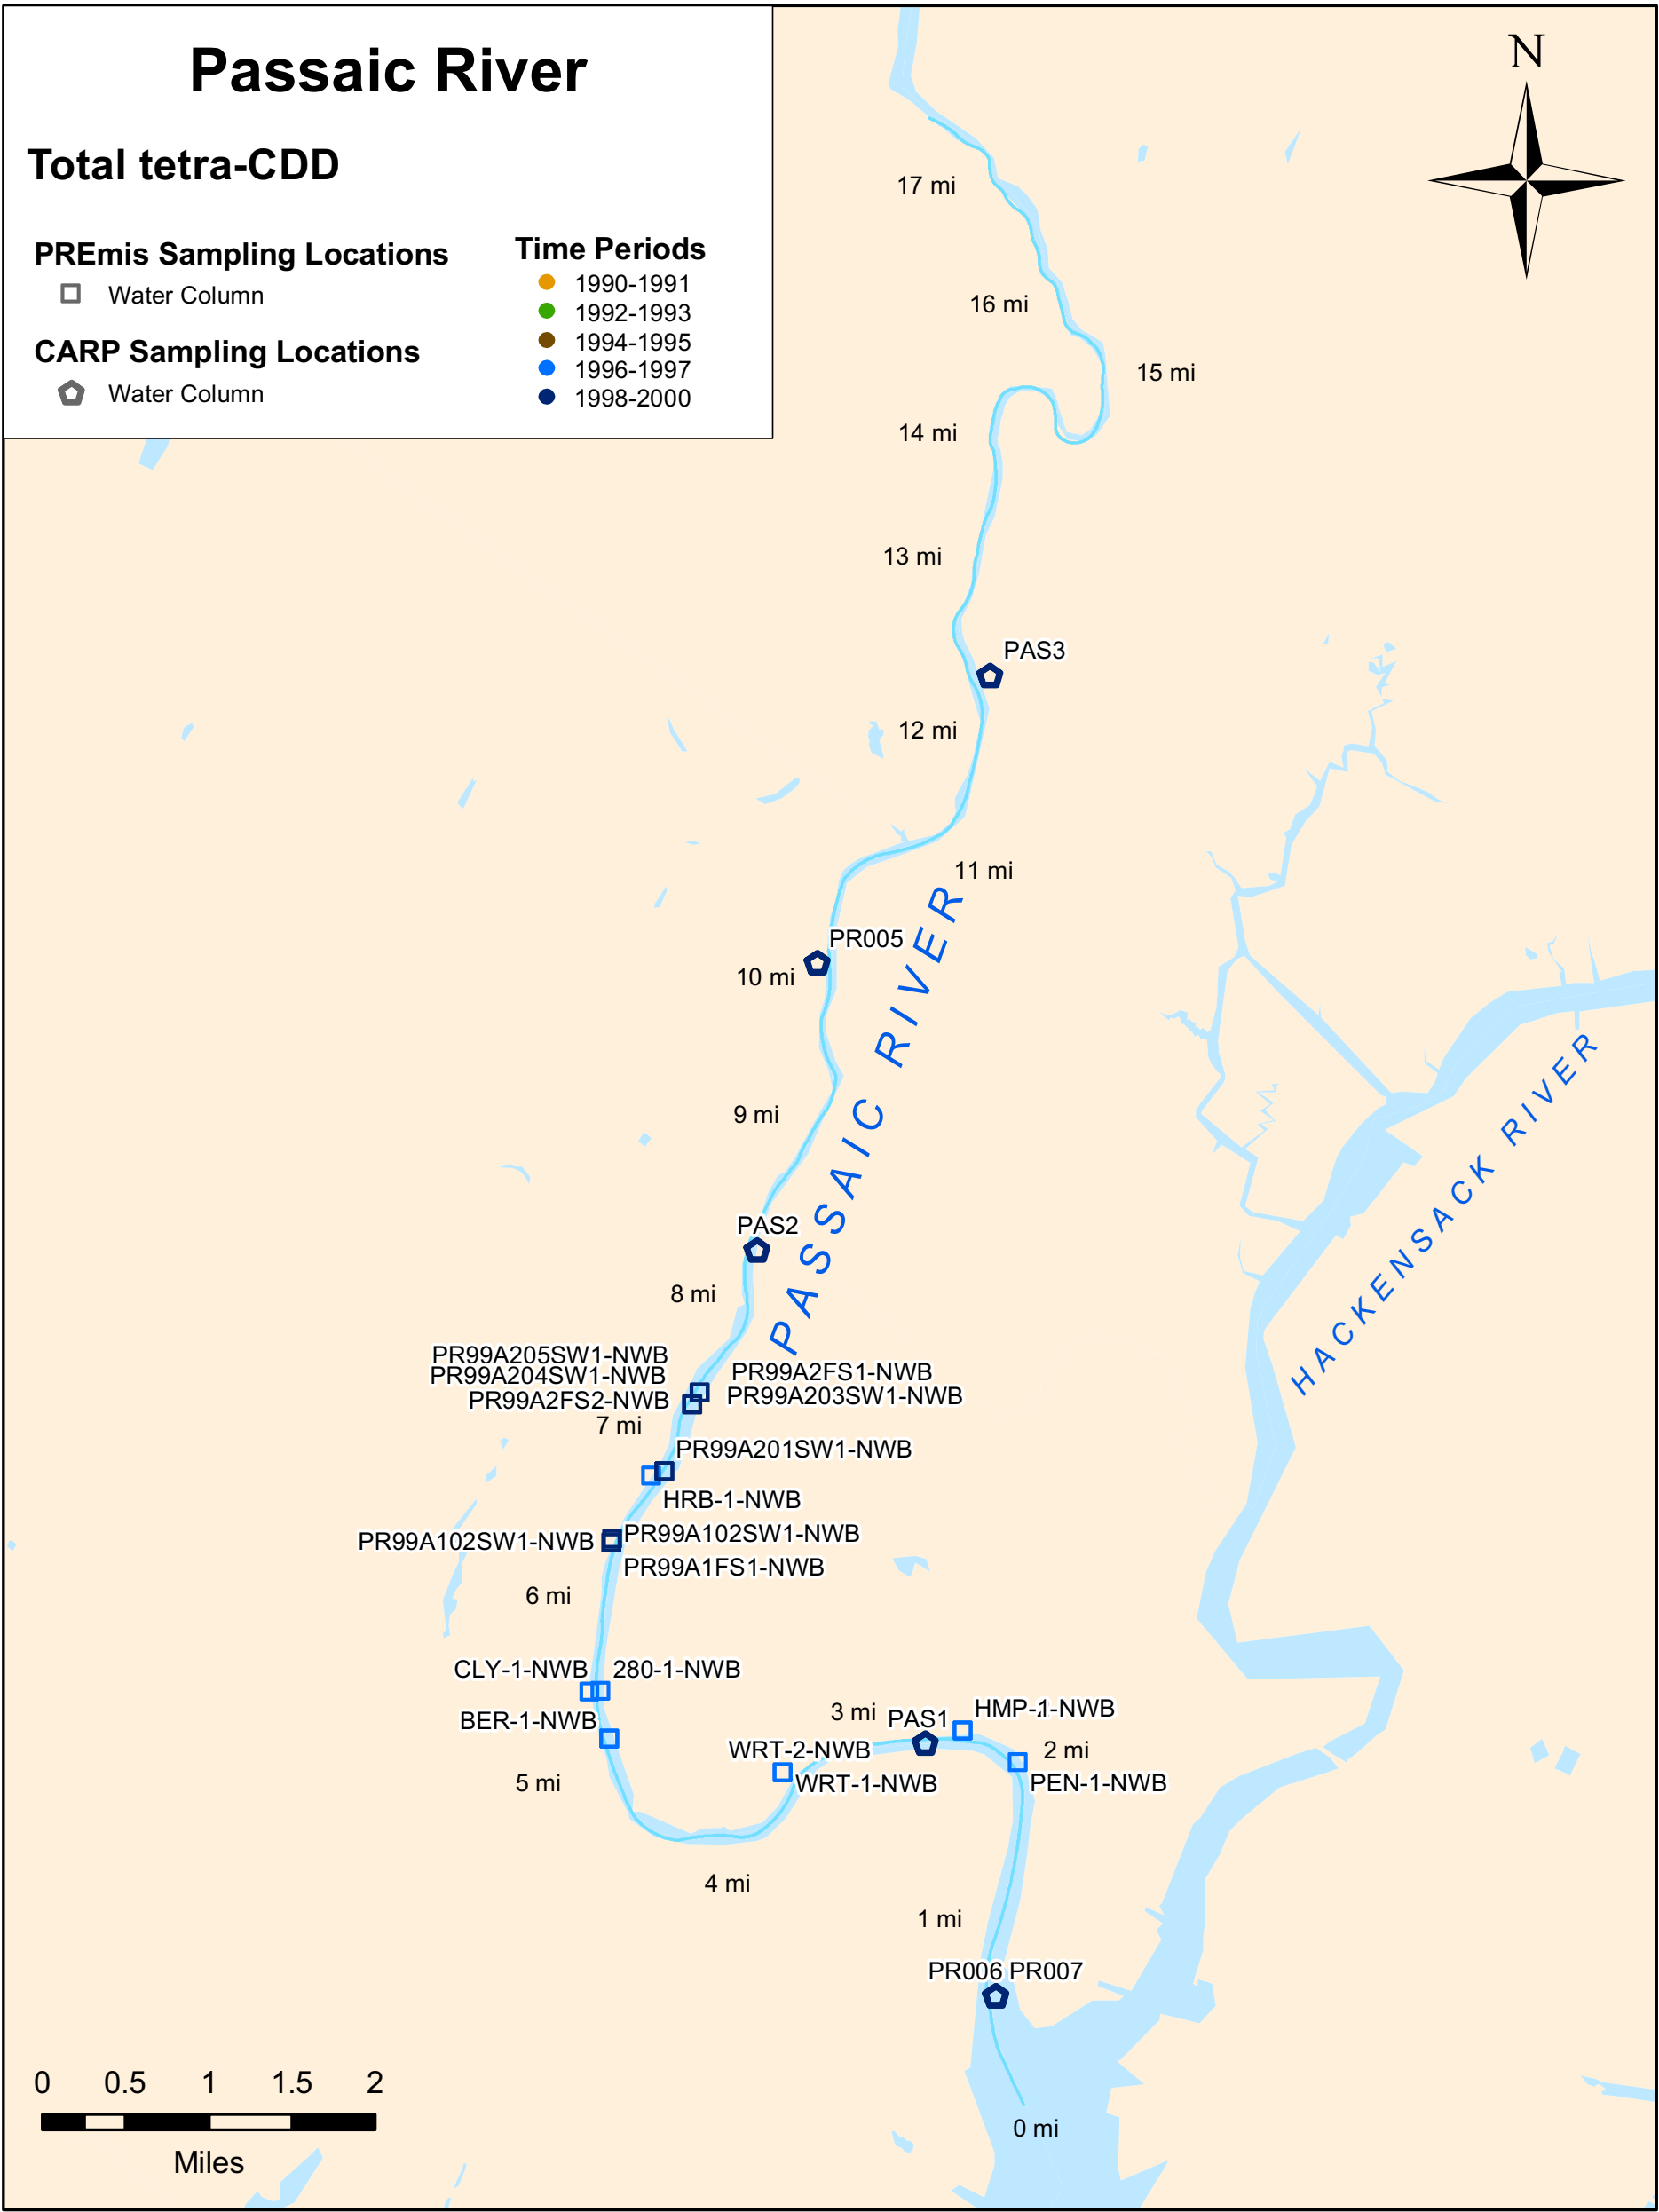 Passaic River
Total tetra-CDD
PREmis Sampling Locations
Water Column
CARP Sampling Locations
Water Column
Time Periods
1990-1991
1992-1993
1994-1995
1996-1997
1998-2000
N
17 mi
16 mi
15 mi
14 mi
13 mi
PAS3
12 mi
11 mi
PR005
10 mi
PASSAIC RIVER
HACKENSACK RIVER
9 mi
PAS2
8 mi
PR99A205SW1-NWB
PR99A204SW1-NWB
PR99A2FS2-NWB
PR99A2FS1-NWB
PR99A203SW1-NWB
7 mi
PR99A201SW1-NWB
HRB-1-NWB
PR99A102SW1-NWB
PR99A102SW1-NWB
PR99A1FS1-NWB
6 mi
CLY-1-NWB
280-1-NWB
BER-1-NWB
3 mi
PAS1
HMP-1-NWB
WRT-2-NWB
2 mi
5 mi
WRT-1-NWB
PEN-1-NWB
4 mi
1 mi
PR006 PR007
0 0.5 1 1.5 2
Miles
0 mi